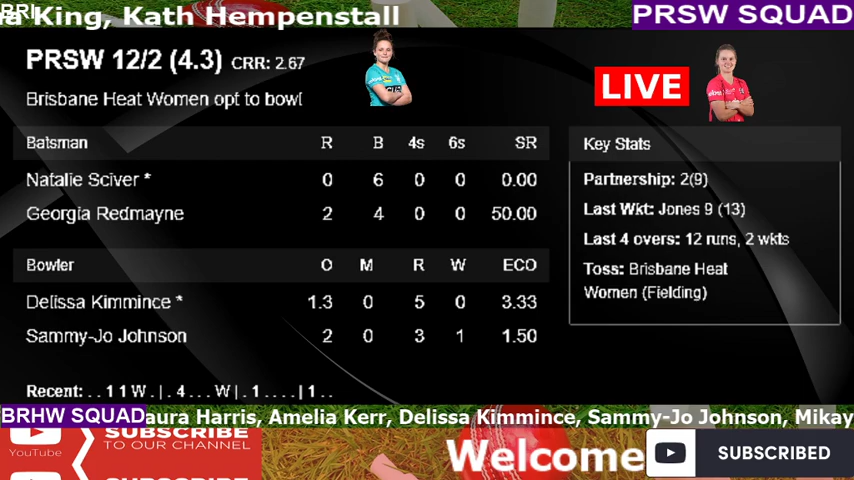 BRI
a King, Kath Hempenstall
PRSW SQUAD
PRSW 12/2 (4.3) CRR: 2.67
Brisbane Heat Women opt to bowl
LIVE
Batsman R B 4s 6s SR
Natalie Sciver * 0 6 0 0 0.00
Georgia Redmayne 2 4 0 0 50.00
Bowler O M R W ECO
Delissa Kimmince * 1.3 0 5 0 3.33
Sammy-Jo Johnson 2 0 3 1 1.50
Recent: . . 1 1 W . | . 4 . . . W | . 1 . . . . | 1 . .
Key Stats
Partnership: 2(9)
Last Wkt: Jones 9 (13)
Last 4 overs: 12 runs, 2 wkts
Toss: Brisbane Heat
Women (Fielding)
BRHW SQUAD aura Harris, Amelia Kerr, Delissa Kimmince, Sammy-Jo Johnson, Mikay
YouTube
SUBSCRIBE
TO OUR CHANNEL
SUBSCRIBE
Welcome
SUBSCRIBED